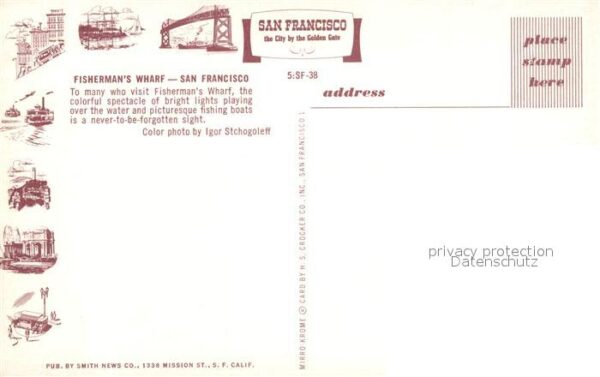 SAN FRANCISCO
the City by the Golden Gate
place
stamp
here
FISHERMAN'S WHARF — SAN FRANCISCO
5:SF-38
To many who visit Fisherman's Wharf, the
colorful spectacle of bright lights playing
over the water and picturesque fishing boats
is a never-to-be-forgotten sight.
Color photo by Igor Stchogoleff
address
MIRRO KROME ® CARD BY H. S. CROCKER CO., INC., SAN FRANCISCO 1
privacy protection
Datenschutz
PUB. BY SMITH NEWS CO., 1338 MISSION ST., S. F. CALIF.